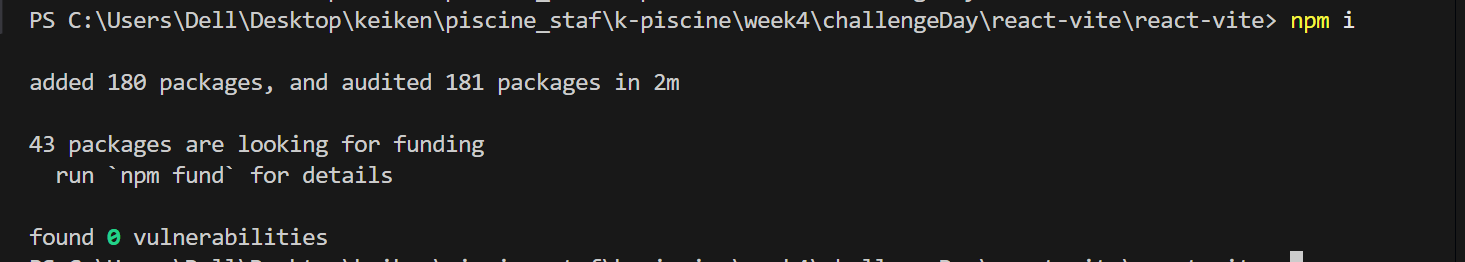 PS C:\Users\Dell\Desktop\keiken\piscine_staf\k-piscine\week4\challengeDay\react-vite\react-vite> npm i
added 180 packages, and audited 181 packages in 2m
43 packages are looking for funding
run `npm fund` for details
found 0 vulnerabilities